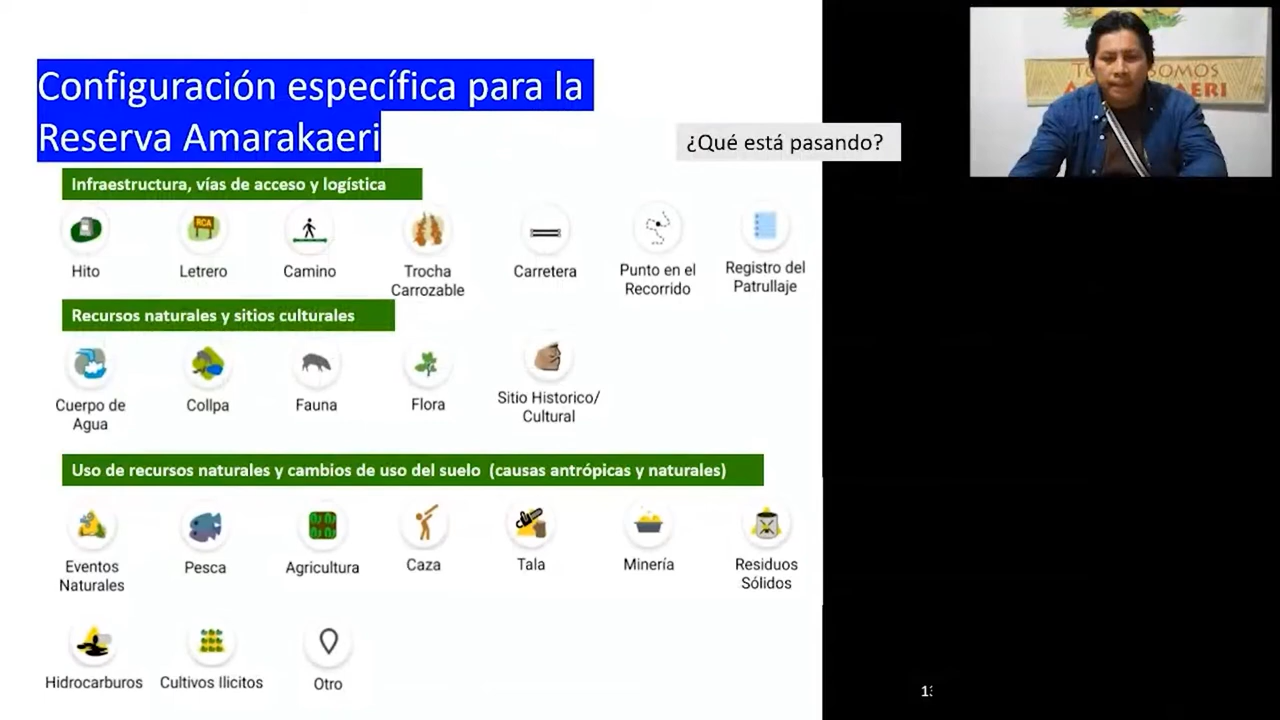 Configuración específica para la
Reserva Amarakaeri
¿Qué está pasando?
Infraestructura, vías de acceso y logística
RCA
Hito
Letrero
Camino
Trocha
Carrozable
Carretera
Punto en el
Recorrido
Registro del
Patrullaje
Recursos naturales y sitios culturales
Cuerpo de
Agua
Collpa
Fauna
Flora
Sitio Historico/
Cultural
Uso de recursos naturales y cambios de uso del suelo (causas antrópicas y naturales)
Eventos
Naturales
Pesca
Agricultura
Caza
Tala
Minería
Residuos
Sólidos
Hidrocarburos
Cultivos Ilicitos
Otro
SOMOS